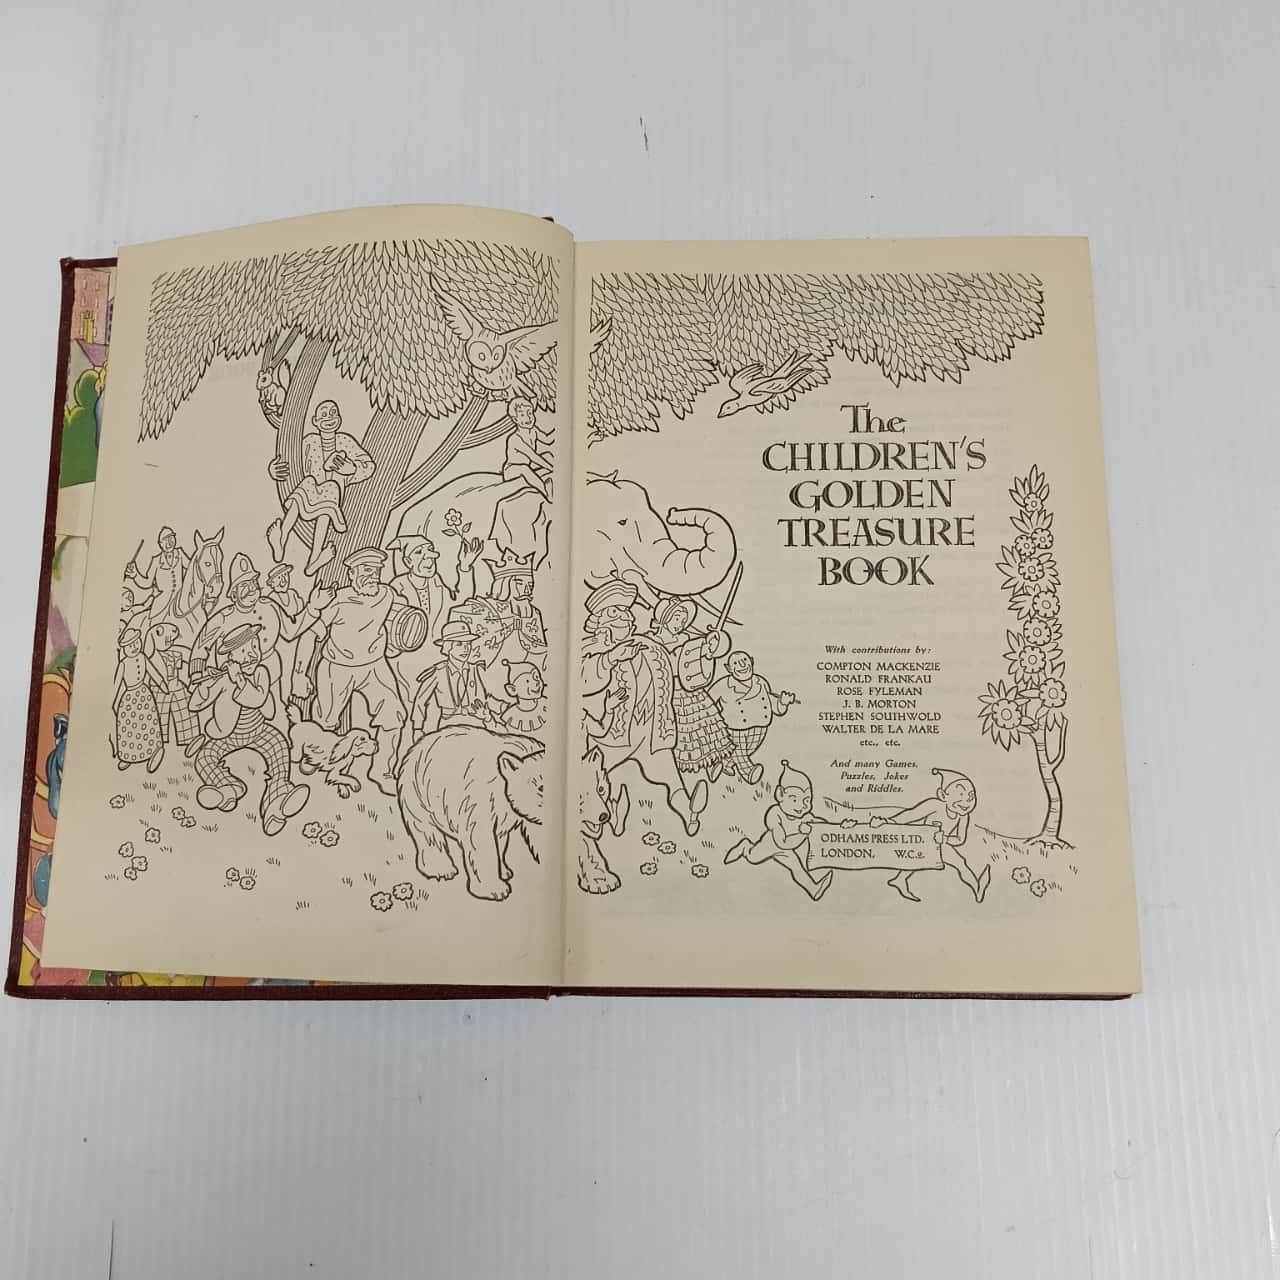 The
CHILDREN'S
GOLDEN
TREASURE
BOOK
With contributions by:
COMPTON MACKENZIE
RONALD FRANKAU
ROSE FYLEMAN
J. B. MORTON
STEPHEN SOUTHWOLD
WALTER DE LA MARE
etc., etc.
And many Games,
Puzzles, Jokes
and Riddles.
ODHAMS PRESS LTD.
LONDON, W.C.2.